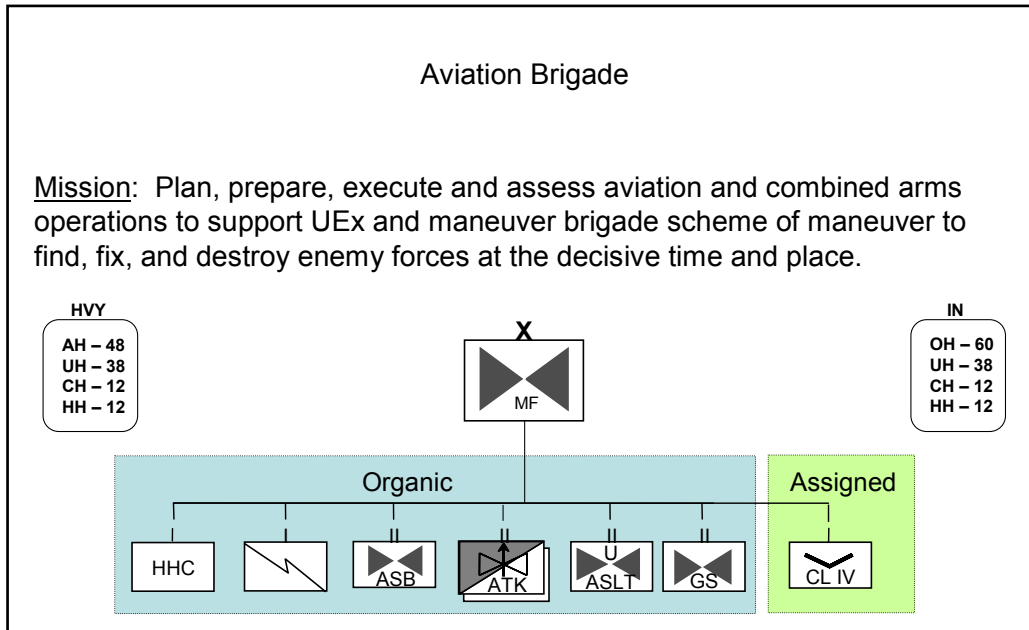 Aviation Brigade
Mission: Plan, prepare, execute and assess aviation and combined arms
operations to support UEx and maneuver brigade scheme of maneuver to
find, fix, and destroy enemy forces at the decisive time and place.
HVY
AH – 48
UH – 38
CH – 12
HH – 12
X
MF
IN
OH – 60
UH – 38
CH – 12
HH – 12
Organic
Assigned
I
I
II
II
II
II
I
HHC
ASB
ATK
U
ASLT
GS
CL IV